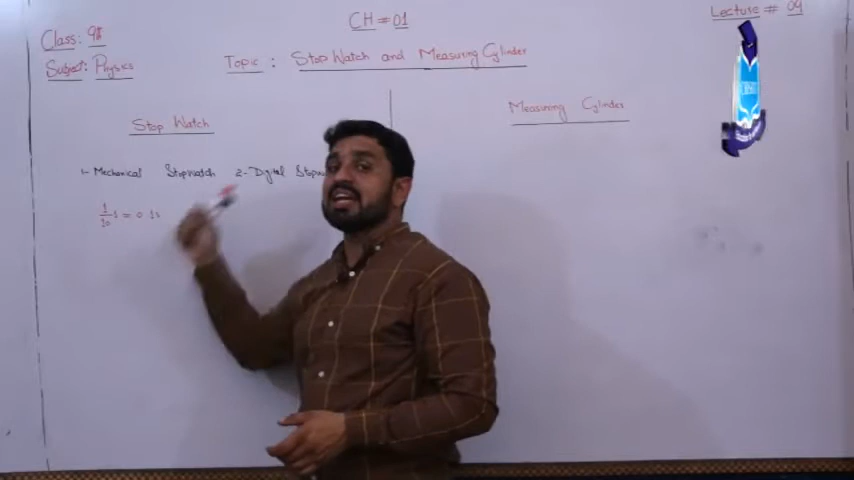 Class: 9th
CH = 01
Lecture # 04
Subject: Physics
Topic : Stop Watch and Measuring Cylinder
Stop Watch
Measuring Cylinder
1- Mechanical Stopwatch 2- Digital
1/10 s = 0.1s